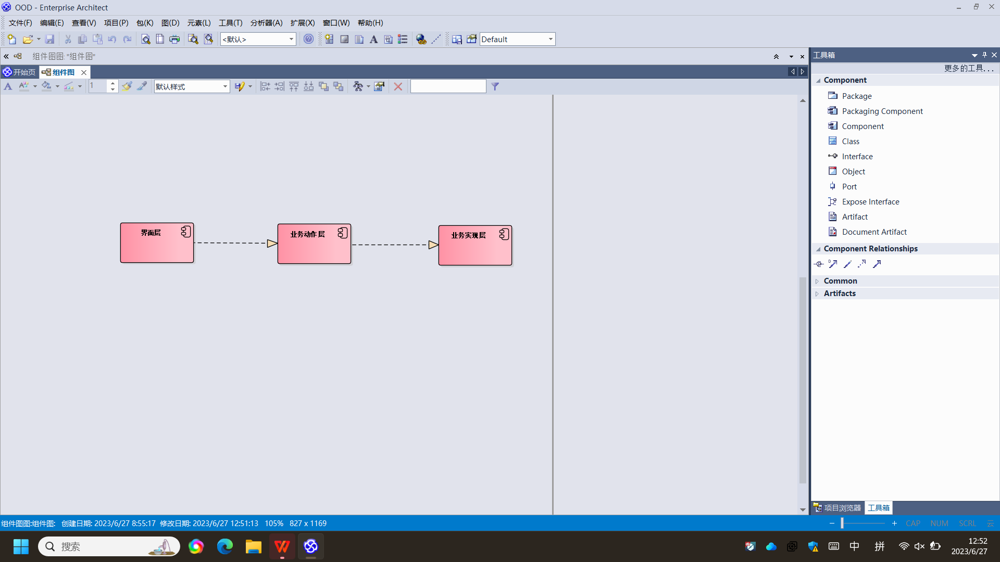 OOD - Enterprise Architect
文件(F) 编辑(E) 查看(V) 项目(P) 包(K) 图(D) 元素(L) 工具(T) 分析器(A) 扩展(X) 窗口(W) 帮助(H)
<默认> Default
组件图图: "组件图"
开始页 组件图
1 默认样式
界面层
业务动作层
业务实现层
工具箱
更多的工具...
Component
Package
Packaging Component
Component
Class
Interface
Object
Port
Expose Interface
Artifact
Document Artifact
Component Relationships
Common
Artifacts
项目浏览器 工具箱
组件图图:组件图: 创建日期: 2023/6/27 8:55:17 修改日期: 2023/6/27 12:51:13 105% 827 x 1169
CAP NUM SCRL 云
搜索
中 拼
12:52
2023/6/27